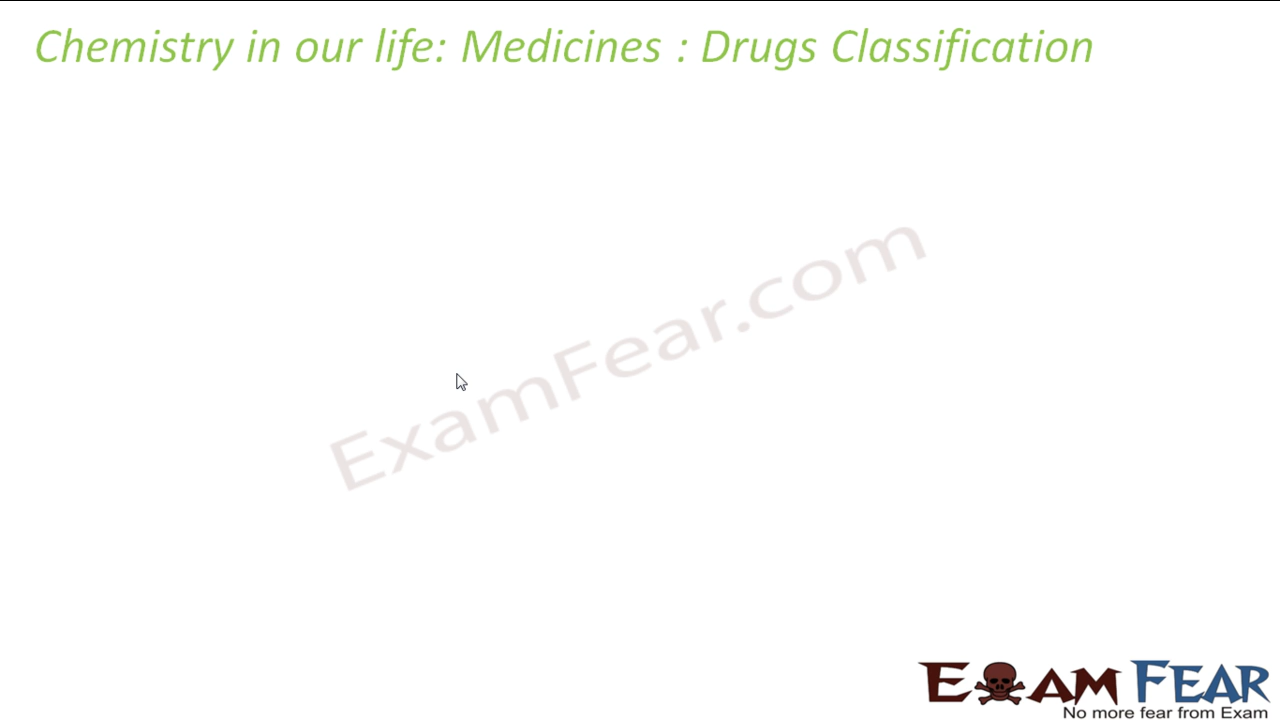 Chemistry in our life: Medicines : Drugs Classification
ExamFear.com
EXAM FEAR
No more fear from Exam